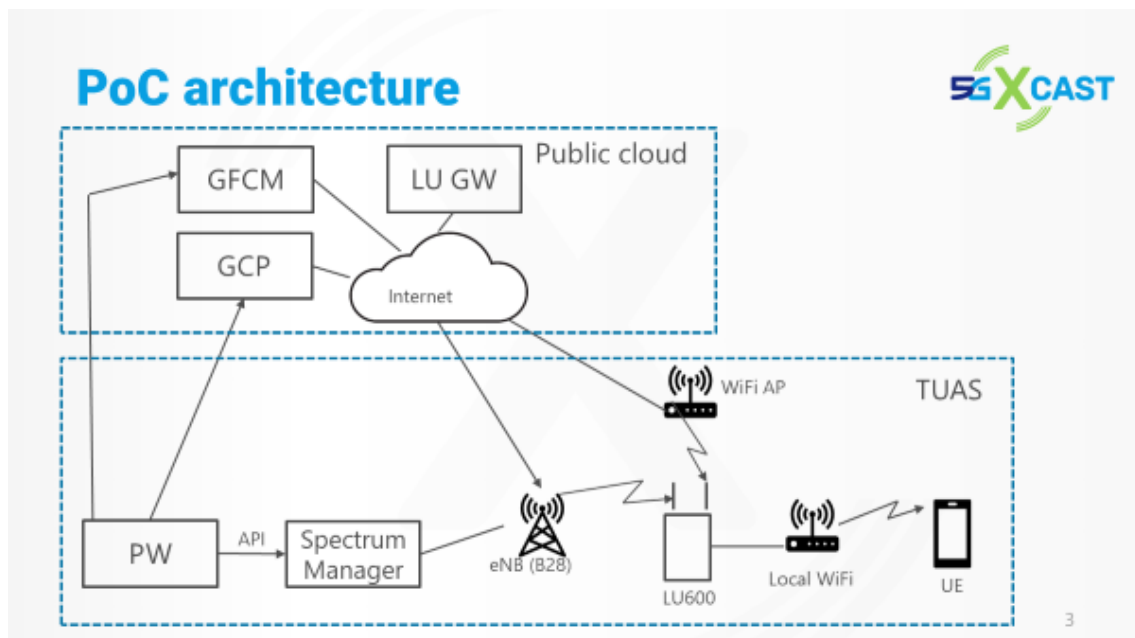 PoC architecture
5G XCAST
Public cloud
GFCM
LU GW
GCP
Internet
WiFi AP
TUAS
PW
API
Spectrum
Manager
eNB (B28)
LU600
Local WiFi
UE
3